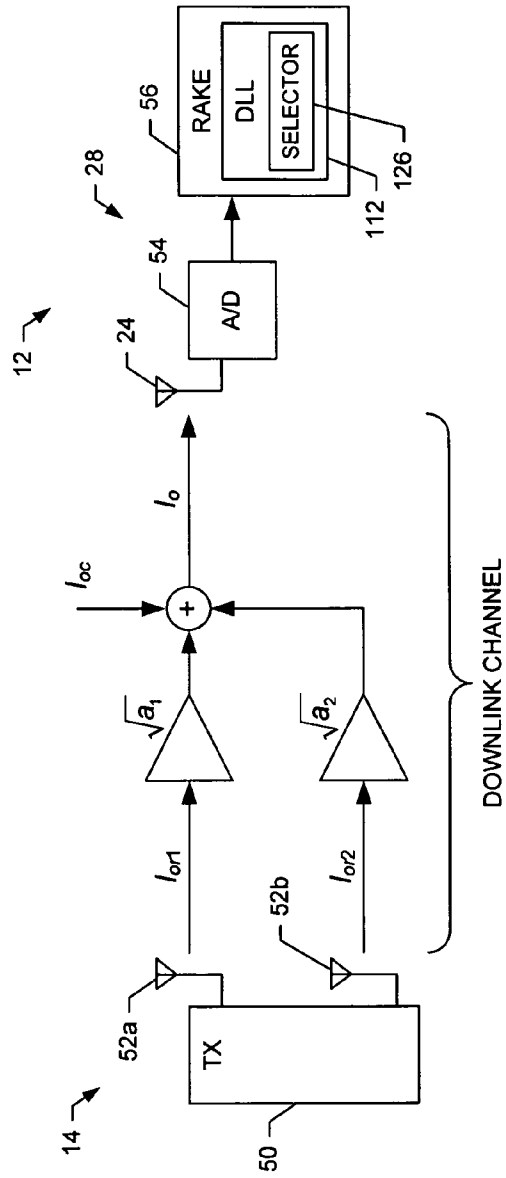 14
TX
50
52a
52b
I_or1
I_or2
√a_1
√a_2
I_oc
+
I_o
DOWNLINK CHANNEL
12
24
28
54
A/D
56
RAKE
DLL
SELECTOR
126
112